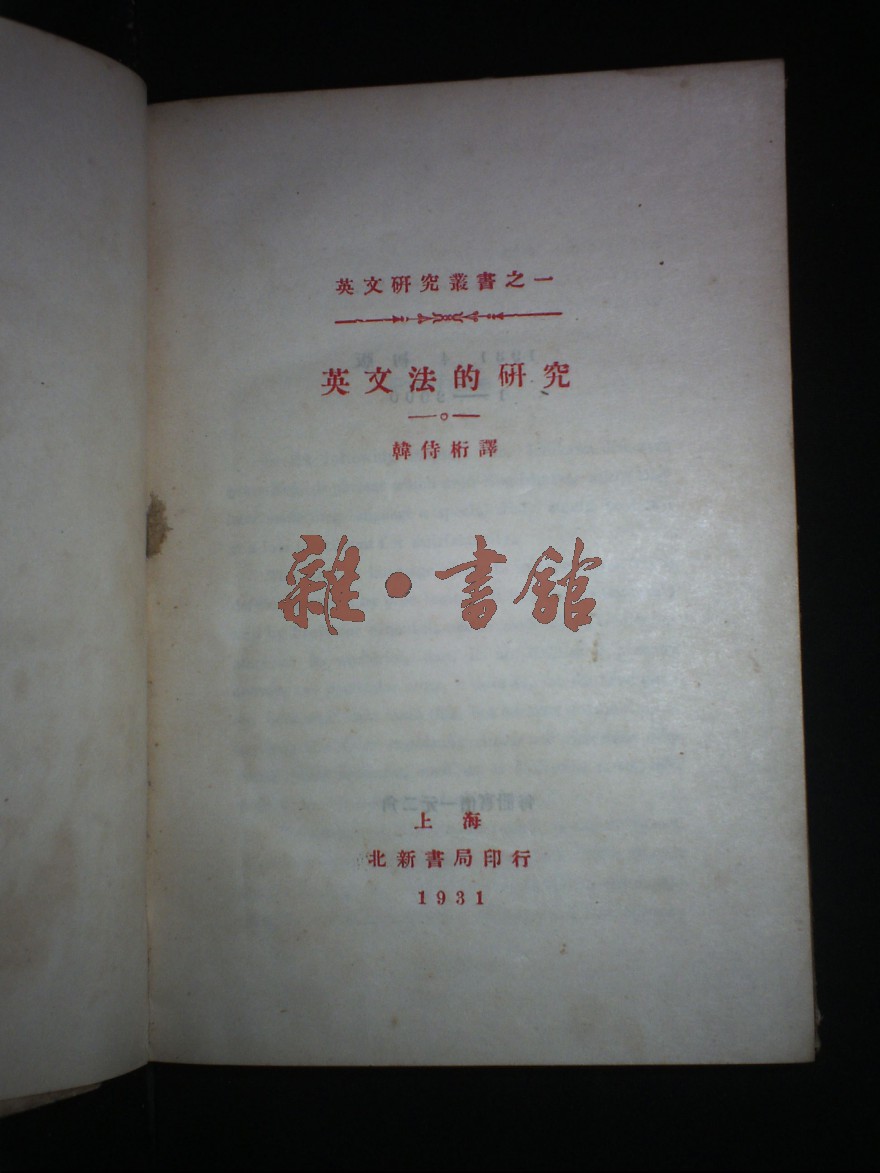 英文研究叢書之一
英文法的研究
韓侍桁譯
雜·書館
上海
北新書局印行
1931